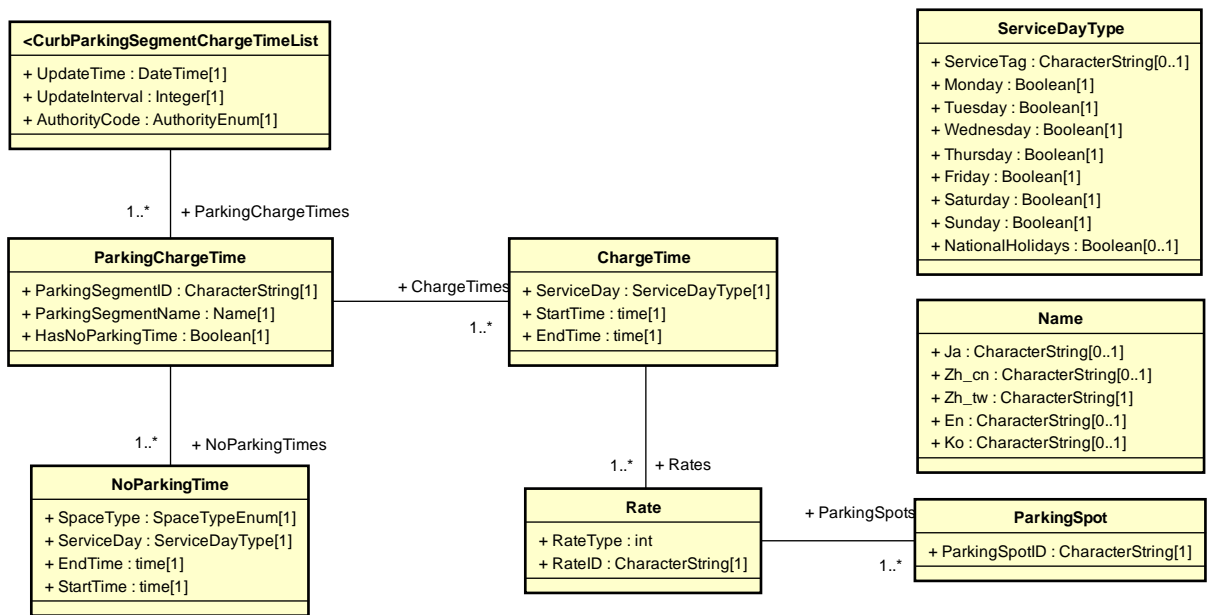 <CurbParkingSegmentChargeTimeList
+ UpdateTime : DateTime[1]
+ UpdateInterval : Integer[1]
+ AuthorityCode : AuthorityEnum[1]
1..*
+ ParkingChargeTimes
ParkingChargeTime
+ ParkingSegmentID : CharacterString[1]
+ ParkingSegmentName : Name[1]
+ HasNoParkingTime : Boolean[1]
+ ChargeTimes
1..*
ChargeTime
+ ServiceDay : ServiceDayType[1]
+ StartTime : time[1]
+ EndTime : time[1]
1..*
+ NoParkingTimes
NoParkingTime
+ SpaceType : SpaceTypeEnum[1]
+ ServiceDay : ServiceDayType[1]
+ EndTime : time[1]
+ StartTime : time[1]
1..*
+ Rates
Rate
+ RateType : int
+ RateID : CharacterString[1]
+ ParkingSpots
1..*
ParkingSpot
+ ParkingSpotID : CharacterString[1]
ServiceDayType
+ ServiceTag : CharacterString[0..1]
+ Monday : Boolean[1]
+ Tuesday : Boolean[1]
+ Wednesday : Boolean[1]
+ Thursday : Boolean[1]
+ Friday : Boolean[1]
+ Saturday : Boolean[1]
+ Sunday : Boolean[1]
+ NationalHolidays : Boolean[0..1]
Name
+ Ja : CharacterString[0..1]
+ Zh_cn : CharacterString[0..1]
+ Zh_tw : CharacterString[1]
+ En : CharacterString[0..1]
+ Ko : CharacterString[0..1]